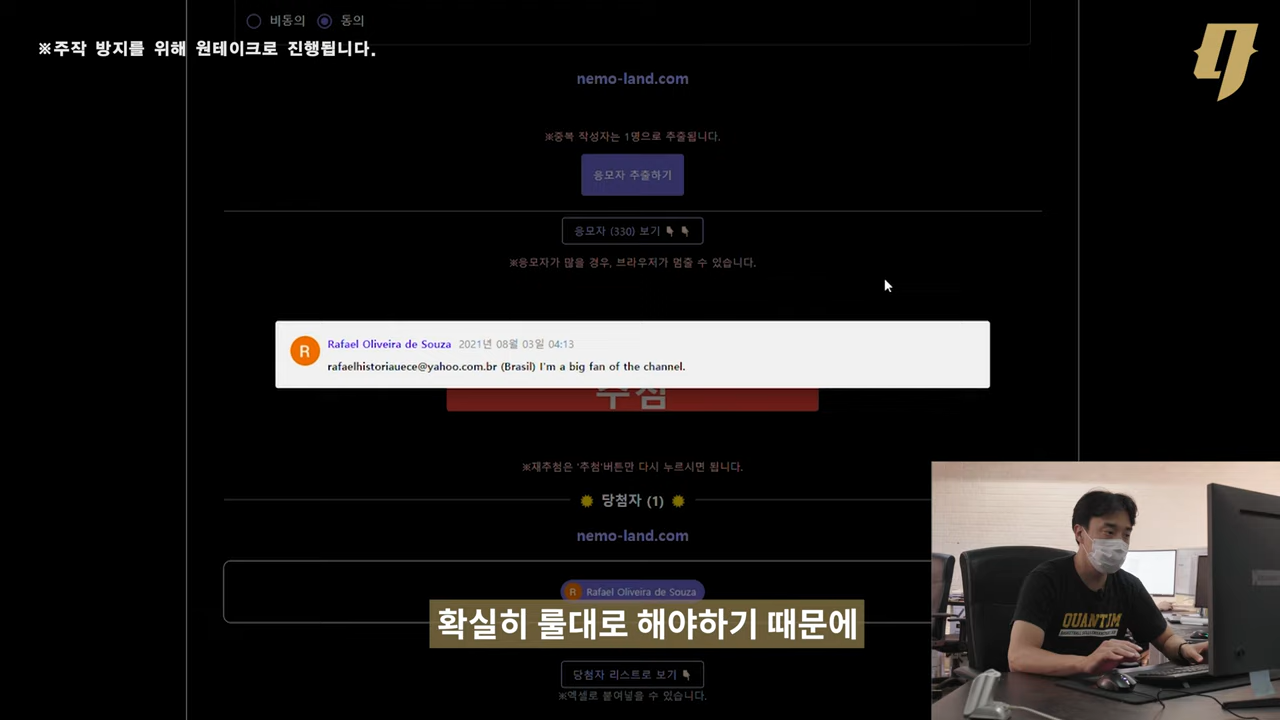 비동의 동의
※주작 방지를 위해 원테이크로 진행됩니다.
nemo-land.com
※중복 작성자는 1명으로 추출됩니다.
응모자 추출하기
응모자 (330) 보기
※응모자가 많을 경우, 브라우저가 멈출 수 있습니다.
R
Rafael Oliveira de Souza 2021년 08월 03일 04:13
rafaelhistoriauece@yahoo.com.br (Brasil) I'm a big fan of the channel.
추첨
※재추첨은 '추첨'버튼만 다시 누르시면 됩니다.
당첨자 (1)
nemo-land.com
R Rafael Oliveira de Souza
확실히 룰대로 해야하기 때문에
당첨자 리스트로 보기
※엑셀로 붙여넣을 수 있습니다.
QUANTUM